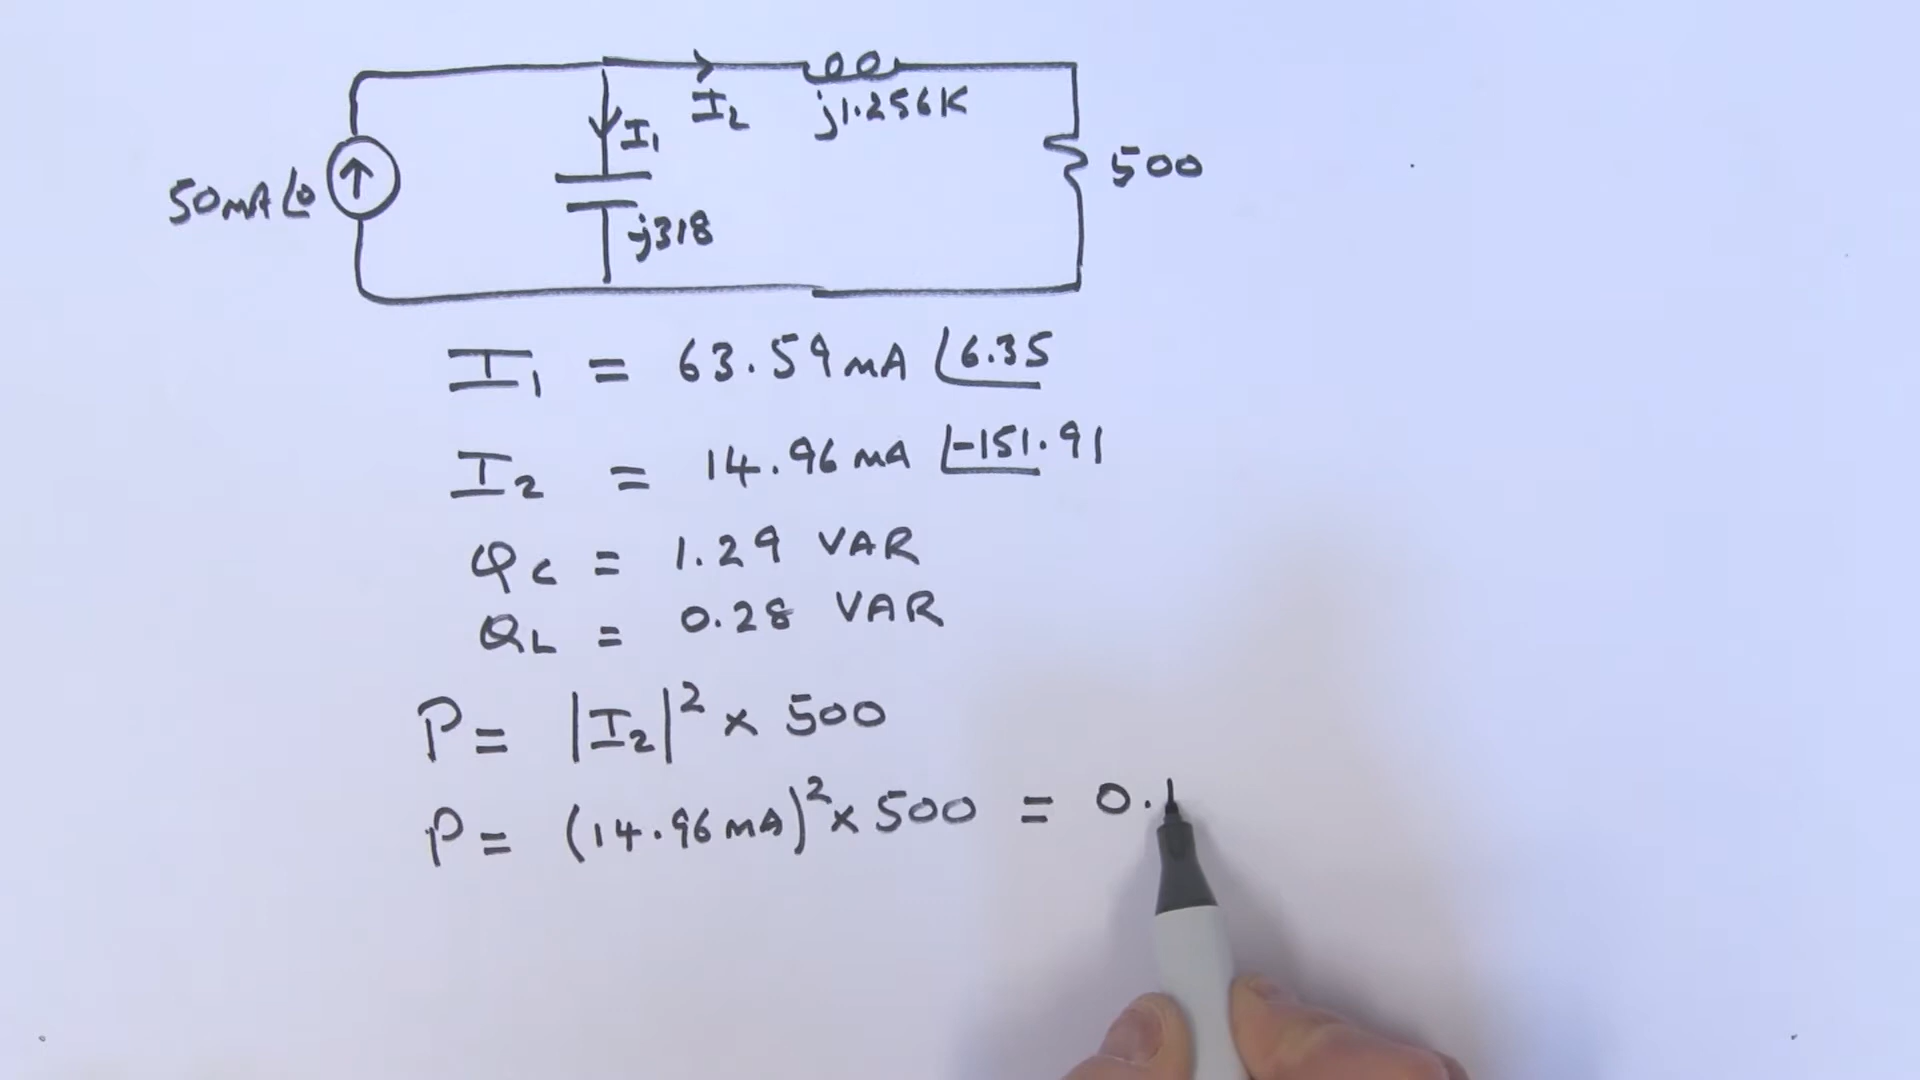 I₂
j1.256K
I₁
500
50mA∠0
-j318
I₁ = 63.59mA ∠6.35
I₂ = 14.96mA ∠-151.91
Qc = 1.29 VAR
QL = 0.28 VAR
P = |I₂|² × 500
P = (14.96mA)² × 500 = 0.1